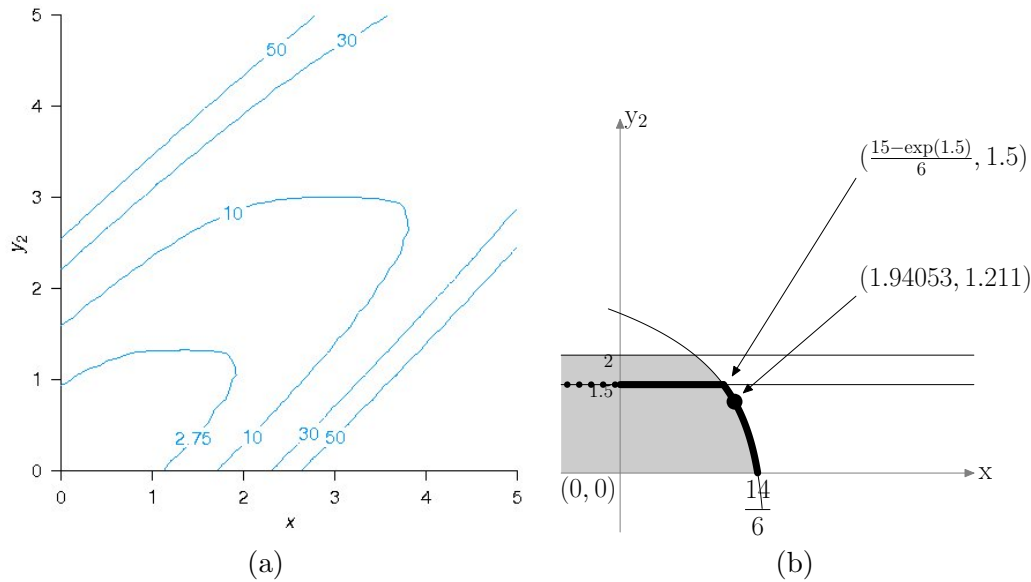 5
4
3
2
1
0
y₂
50
30
10
2.75
10
30
50
0 1 2 3 4 5
x
(a)
y₂
(\frac{15-exp(1.5)}{6}, 1.5)
(1.94053, 1.211)
2
1.5
x
(0, 0)
\frac{14}{6}
(b)